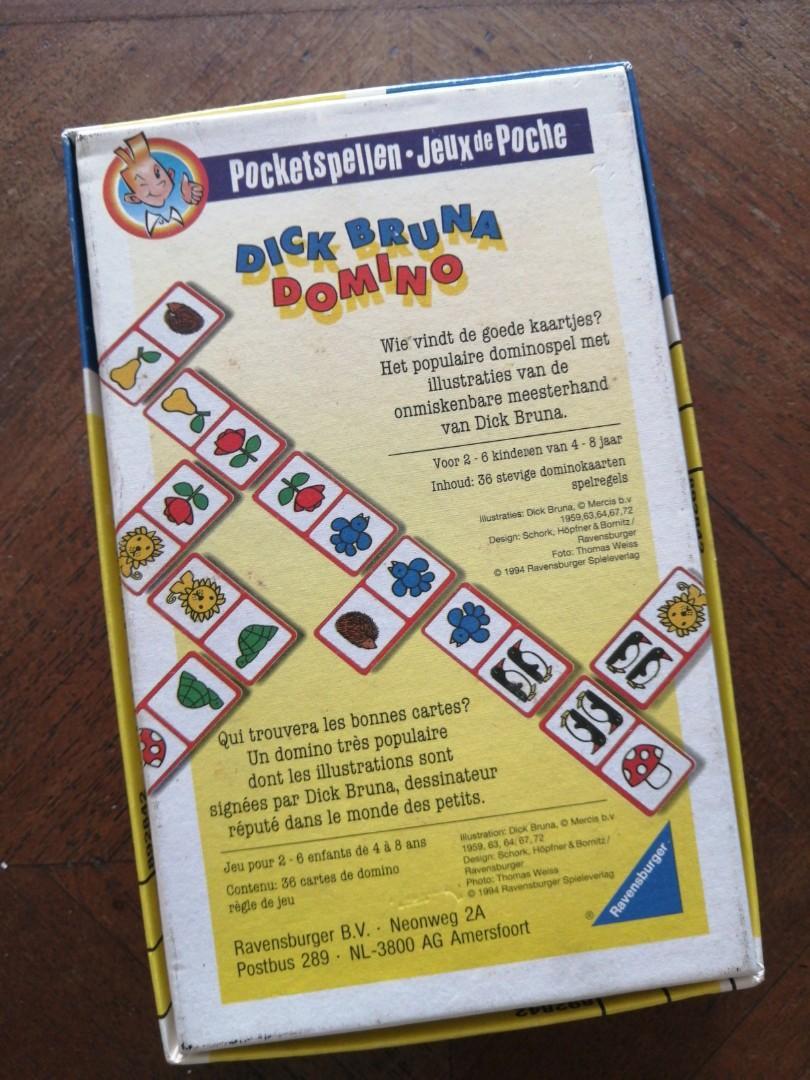 Pocketspellen · Jeux de Poche
DICK BRUNA
DOMINO
Wie vindt de goede kaartjes?
Het populaire dominospel met
illustraties van de
onmiskenbare meesterhand
van Dick Bruna.
Voor 2 - 6 kinderen van 4 - 8 jaar
Inhoud: 36 stevige dominokaarten
spelregels
Illustraties: Dick Bruna, © Mercis b.v
1959,63,64,67,72
Design: Schork, Höpfner & Bornitz /
Ravensburger
Foto: Thomas Weiss
© 1994 Ravensburger Spieleverlag
Qui trouvera les bonnes cartes?
Un domino très populaire
dont les illustrations sont
signées par Dick Bruna, dessinateur
réputé dans le monde des petits.
Jeu pour 2 - 6 enfants de 4 à 8 ans
Contenu: 36 cartes de domino
règle de jeu
Illustration: Dick Bruna, © Mercis b.v
1959, 63, 64, 67, 72
Design: Schork, Höpfner & Bornitz /
Ravensburger
Photo: Thomas Weiss
© 1994 Ravensburger Spieleverlag
Ravensburger B.V. · Neonweg 2A
Postbus 289 · NL-3800 AG Amersfoort
® Ravensburger